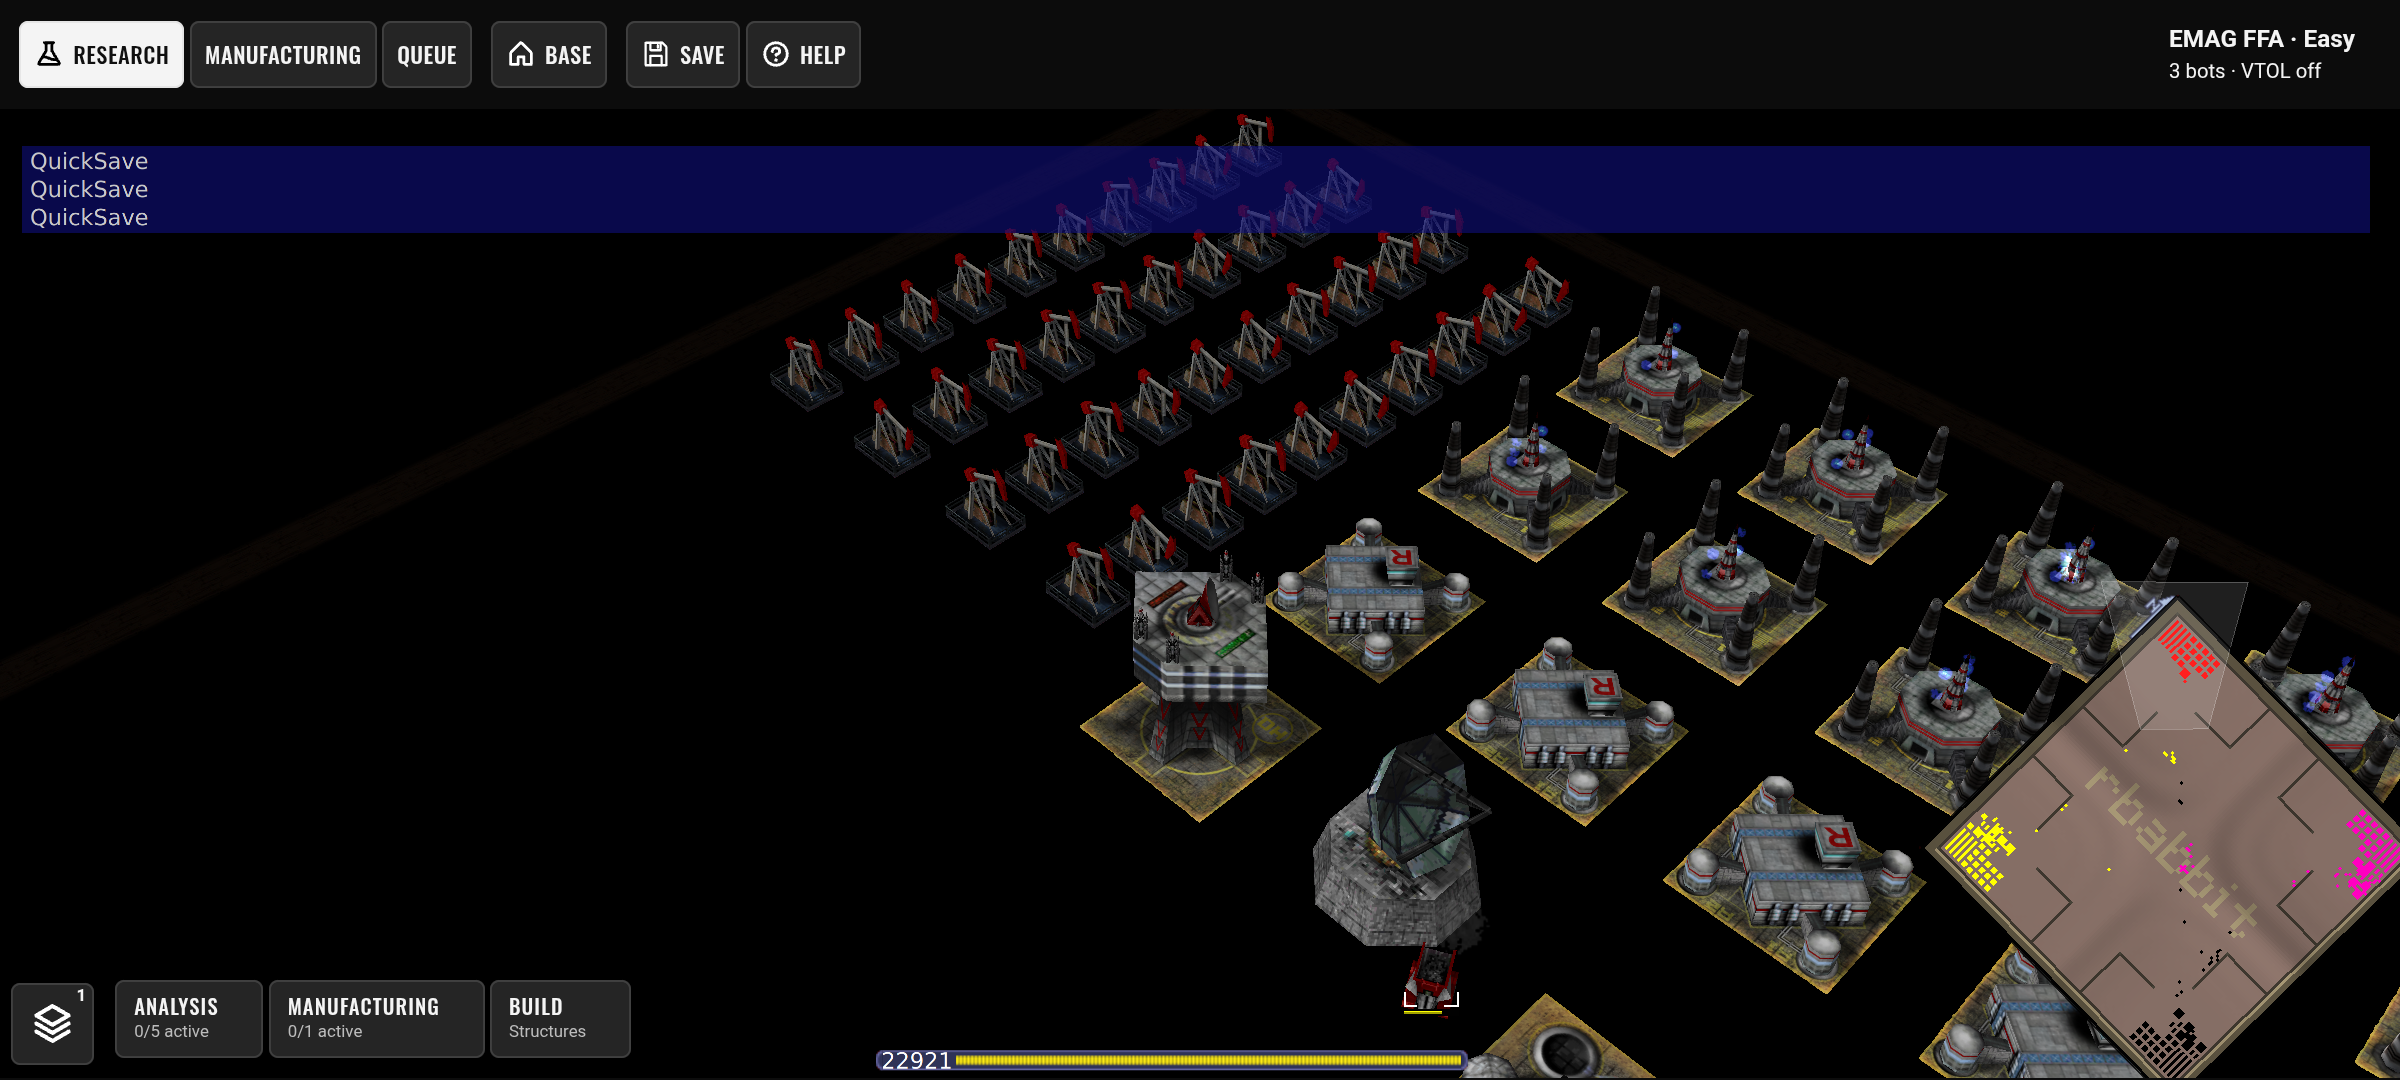 RESEARCH
MANUFACTURING
QUEUE
BASE
SAVE
HELP
EMAG FFA · Easy
3 bots · VTOL off
QuickSave
QuickSave
QuickSave
R
R
R
N
rbabbit
1
ANALYSIS
0/5 active
MANUFACTURING
0/1 active
BUILD
Structures
22921